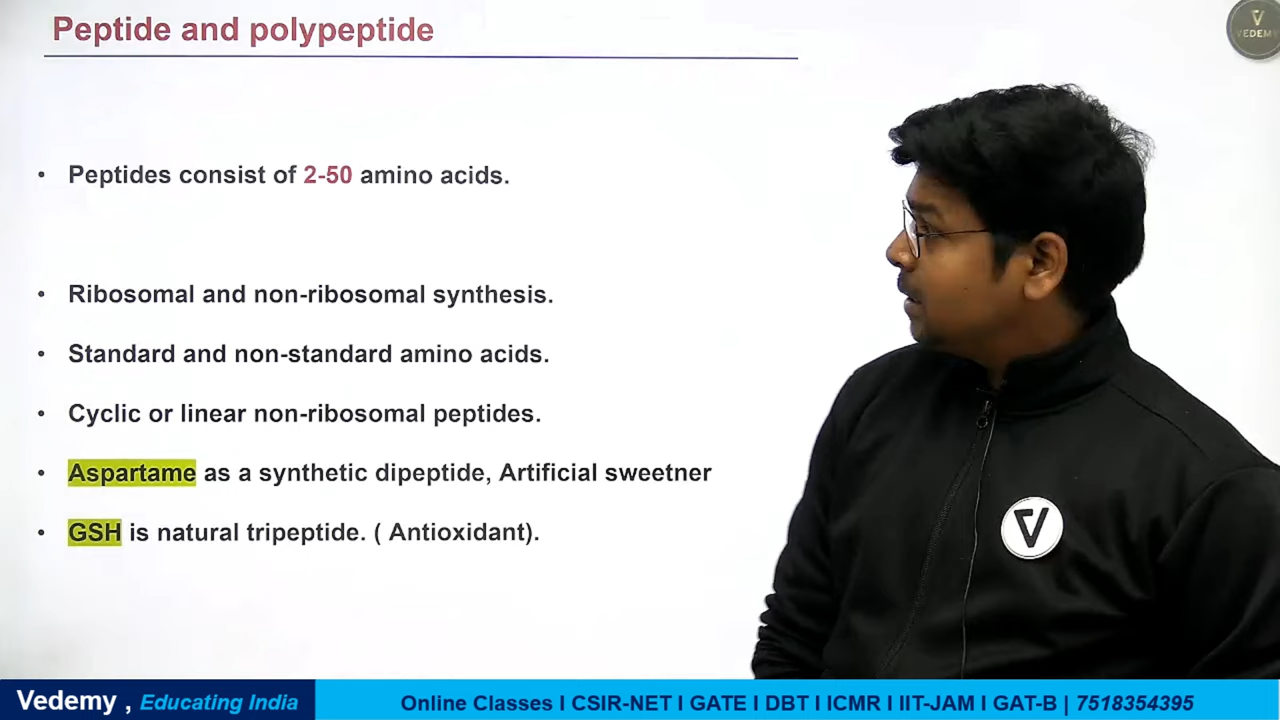 Peptide and polypeptide
VEDEMY
• Peptides consist of 2-50 amino acids.
• Ribosomal and non-ribosomal synthesis.
• Standard and non-standard amino acids.
• Cyclic or linear non-ribosomal peptides.
• Aspartame as a synthetic dipeptide, Artificial sweetner
• GSH is natural tripeptide. ( Antioxidant).
Vedemy , Educating India
Online Classes I CSIR-NET I GATE I DBT I ICMR I IIT-JAM I GAT-B | 7518354395